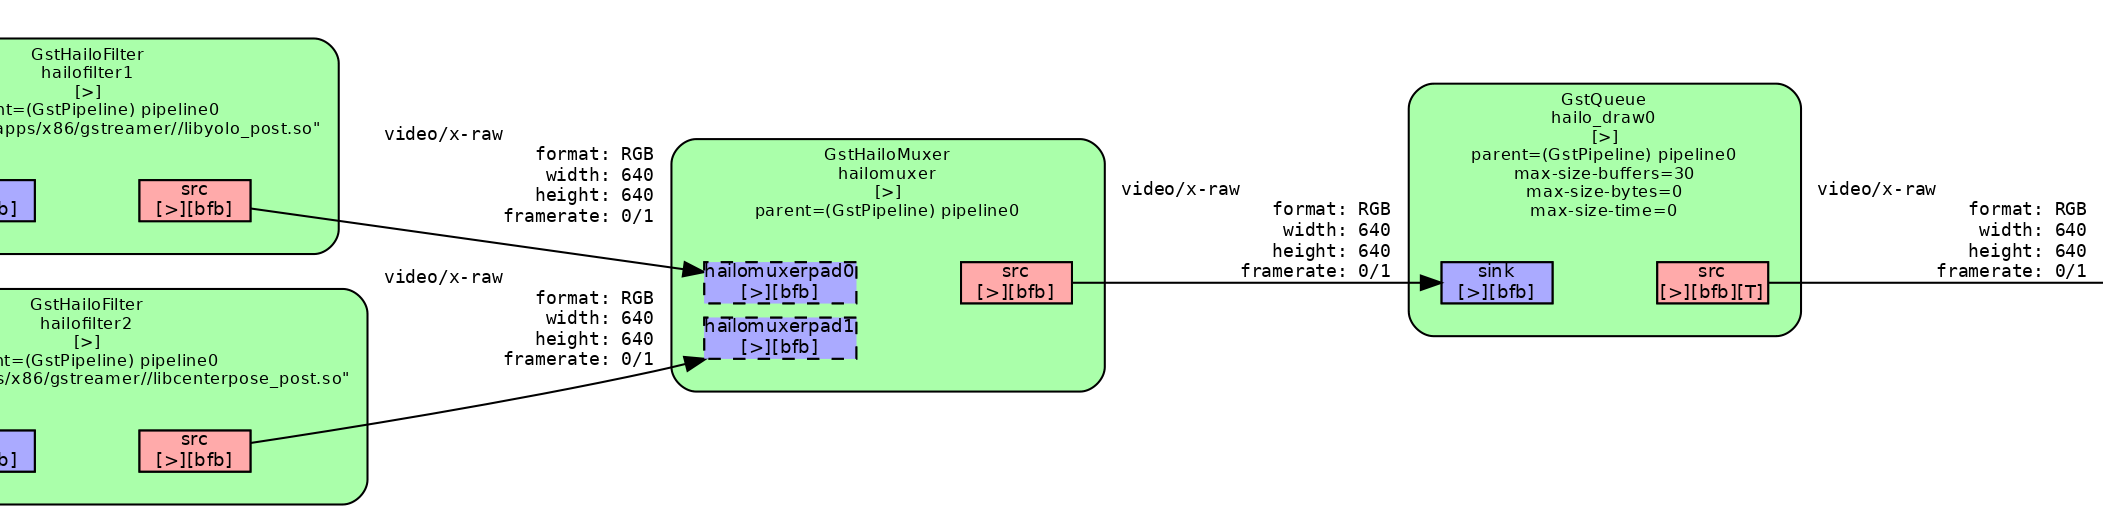 GstHailoFilter
hailofilter1
[>]
nt=(GstPipeline) pipeline0
apps/x86/gstreamer//libyolo_post.so"
b]
src
[>][bfb]
GstHailoFilter
hailofilter2
[>]
nt=(GstPipeline) pipeline0
s/x86/gstreamer//libcenterpose_post.so"
b]
src
[>][bfb]
video/x-raw
format: RGB
width: 640
height: 640
framerate: 0/1
video/x-raw
format: RGB
width: 640
height: 640
framerate: 0/1
GstHailoMuxer
hailomuxer
[>]
parent=(GstPipeline) pipeline0
hailomuxerpad0
[>][bfb]
hailomuxerpad1
[>][bfb]
src
[>][bfb]
video/x-raw
format: RGB
width: 640
height: 640
framerate: 0/1
GstQueue
hailo_draw0
[>]
parent=(GstPipeline) pipeline0
max-size-buffers=30
max-size-bytes=0
max-size-time=0
sink
[>][bfb]
src
[>][bfb][T]
video/x-raw
format: RGB
width: 640
height: 640
framerate: 0/1